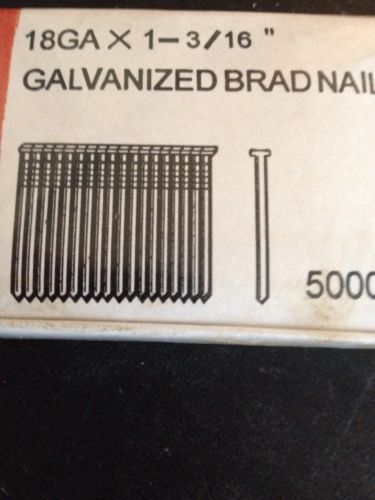 18GA X 1-3/16 "
GALVANIZED BRAD NAIL
5000